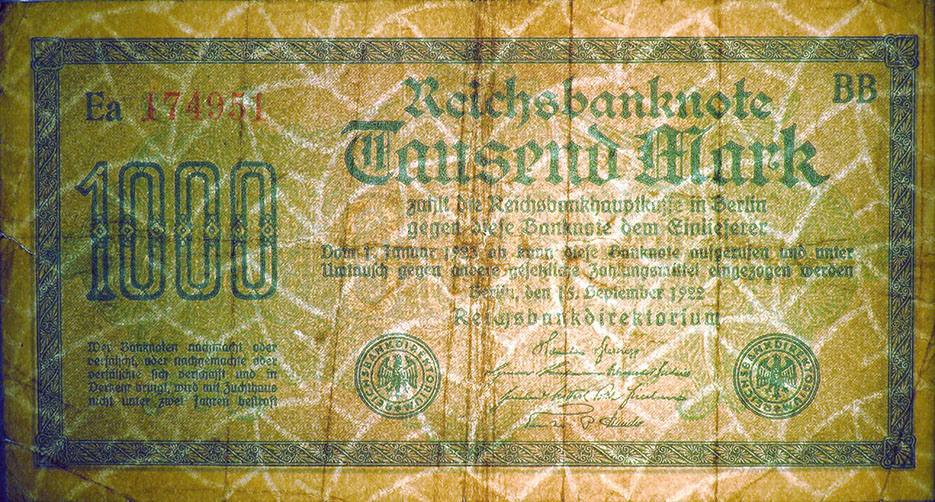 Reichsbanknote
BB
Ea 174951
Tausend Mark
1000
zahlt die Reichsbankhauptkasse in Berlin
gegen diese Banknote dem Einlieferer
Vom 1. Januar 1923 ab kann diese Banknote aufgerufen und unter
Umtausch gegen andere gesetzliche Zahlungsmittel eingezogen werden
Berlin, den 15. September 1922
Reichsbankdirektorium
Wer Banknoten nachmacht oder
verfälscht, oder nachgemachte oder
verfälschte sich verschafft und in
Verkehr bringt, wird mit Zuchthaus
nicht unter zwei Jahren bestraft
REICHSBANKDIREKTORIUM
REICHSBANKDIREKTORIUM